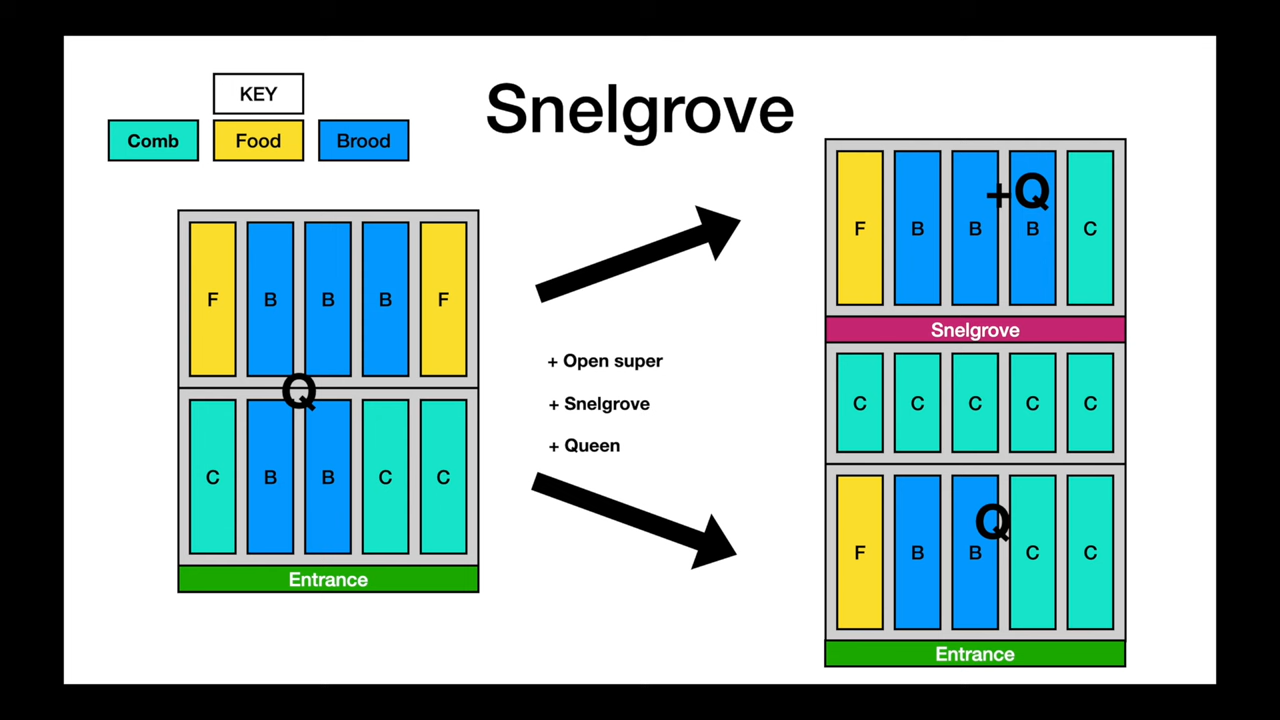 KEY
Comb Food Brood
Snelgrove
F B B B F
Q
C B B C C
Entrance
+ Open super
+ Snelgrove
+ Queen
+Q
F B B B C
Snelgrove
C C C C C
Q
F B B C C
Entrance